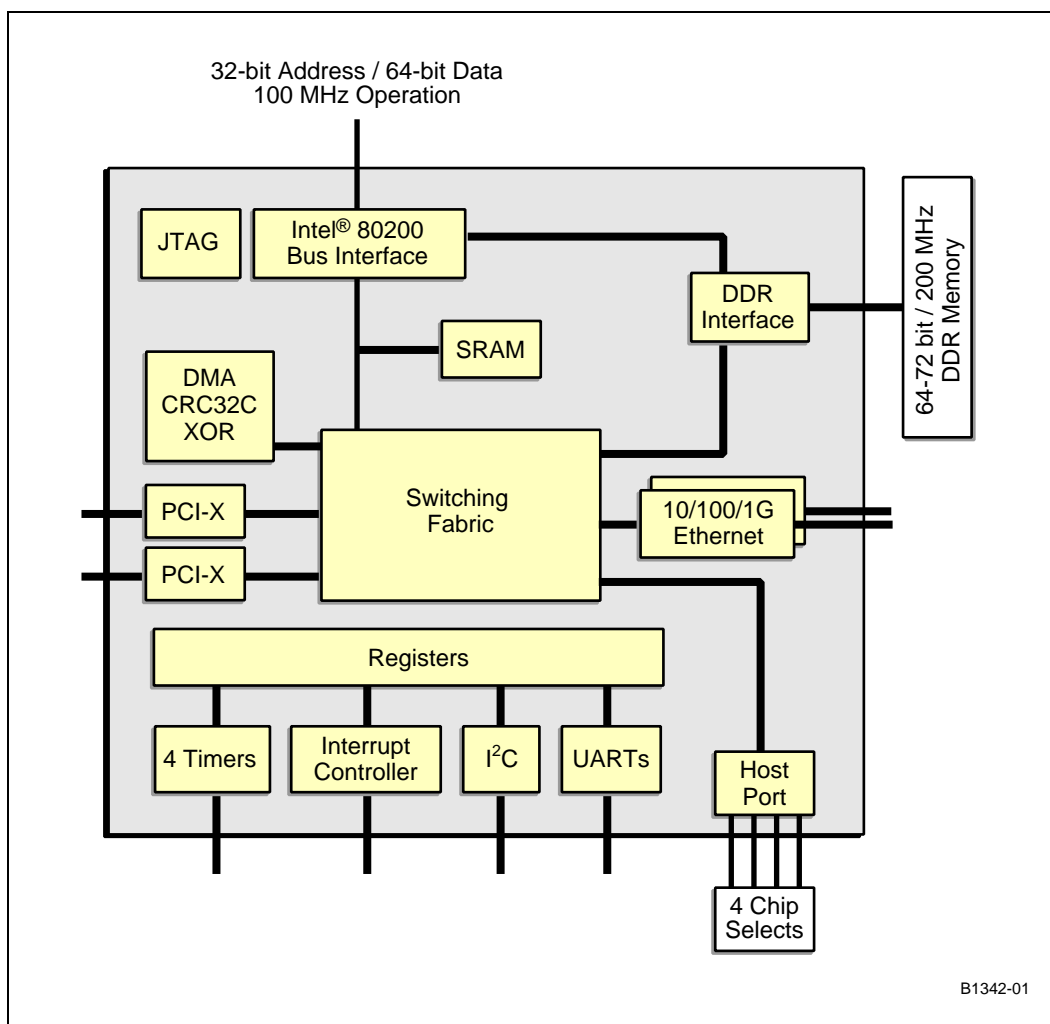 32-bit Address / 64-bit Data
100 MHz Operation
JTAG
Intel® 80200
Bus Interface
DDR
Interface
64-72 bit / 200 MHz
DDR Memory
SRAM
DMA
CRC32C
XOR
Switching
Fabric
PCI-X
PCI-X
10/100/1G
Ethernet
Registers
4 Timers
Interrupt
Controller
I²C
UARTs
Host
Port
4 Chip
Selects
B1342-01